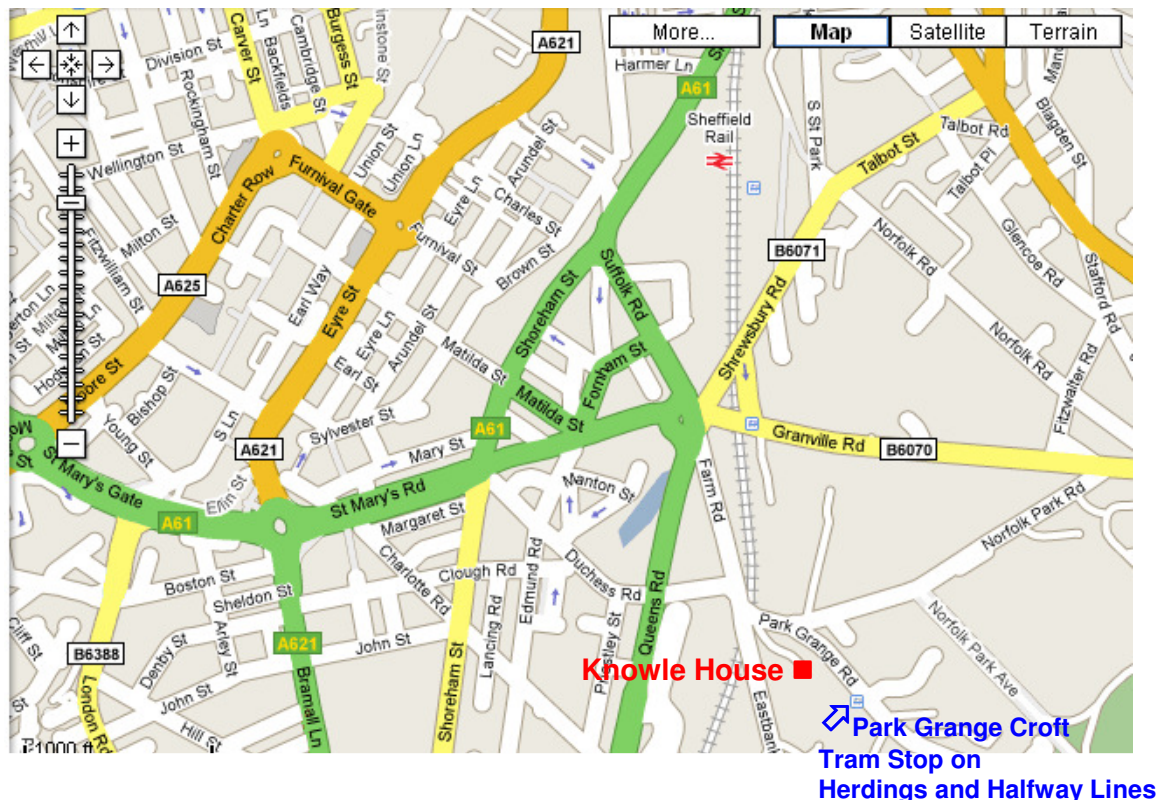 More...
Map
Satellite
Terrain
Carver St
Backfields
Cambridge St
Burgess St
Division St
Rockingham St
Wellington St
A621
Harmer Ln
A61
Sheffield
Rail
S St Park
Talbot St
Talbot Rd
Talbot Pl
Blagden St
Union St
Union Ln
Arundel St
Eyre Ln
Charles St
Furnival Gate
Charter Row
Furnival St
Brown St
Milton St
Fitzwilliam St
A625
Earl Way
Eyre St
Eyre Ln
Earl St
Arundel St
Matilda St
Shoreham St
Suffolk Rd
Fornham St
Matilda St
B6071
Shrewsbury Rd
Norfolk Rd
Glencoe Rd
Stafford Rd
Norfolk Rd
Fitzwalter Rd
Bishop St
Young St
S Ln
Sylvester St
A621
Mary St
A61
Granville Rd
B6070
St Mary's Gate
A61
St Mary's Rd
Margaret St
Nanton St
Farm Rd
Norfolk Park Rd
Boston St
Sheldon St
Charlotte Rd
Clough Rd
Edmund Rd
Duchess Rd
Queens Rd
Arley St
A621
John St
Lancing Rd
Park Grange Rd
Norfolk Park Ave
Cliff St
B6388
Denby St
John St
London Rd
Hill St
Bramall Ln
Shoreham St
Knowle House
Park Grange Croft
Tram Stop on
Herdings and Halfway Lines
1000 ft